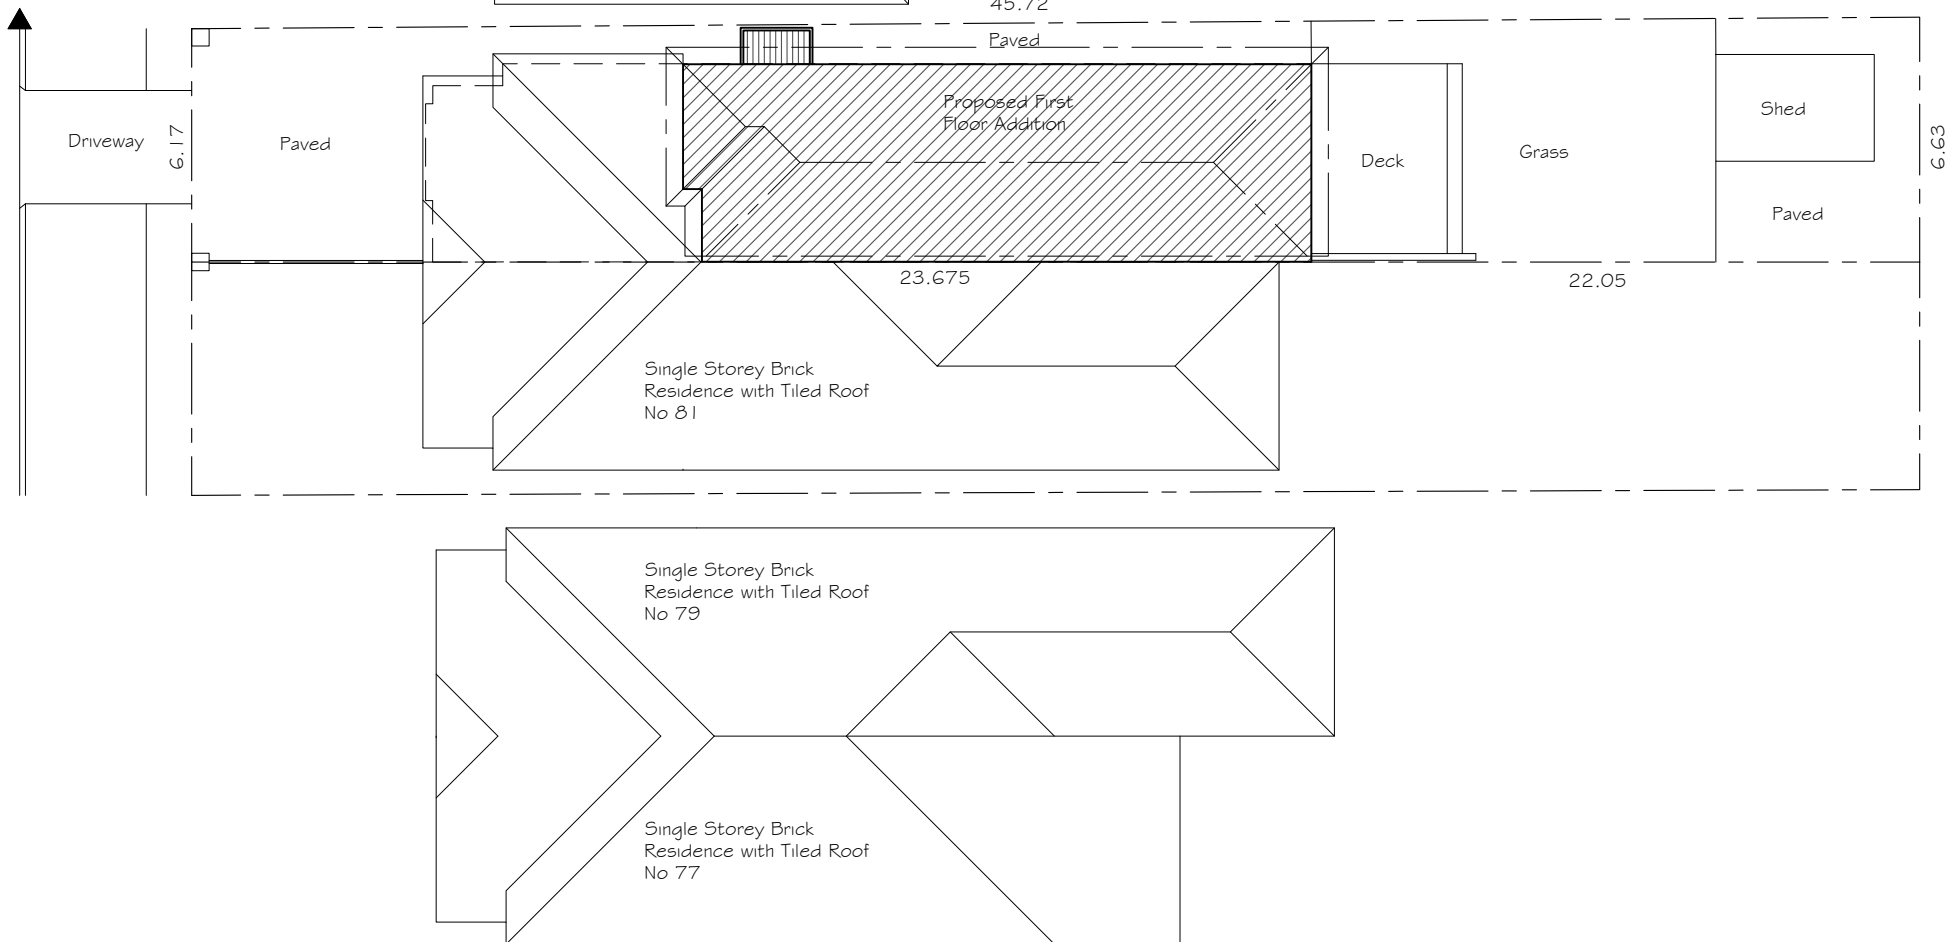 45.72
Paved
Proposed First
Floor Addition
Driveway
6.17
Paved
Deck
Grass
Shed
6.63
Paved
23.675
22.05
Single Storey Brick
Residence with Tiled Roof
No 81
Single Storey Brick
Residence with Tiled Roof
No 79
Single Storey Brick
Residence with Tiled Roof
No 77